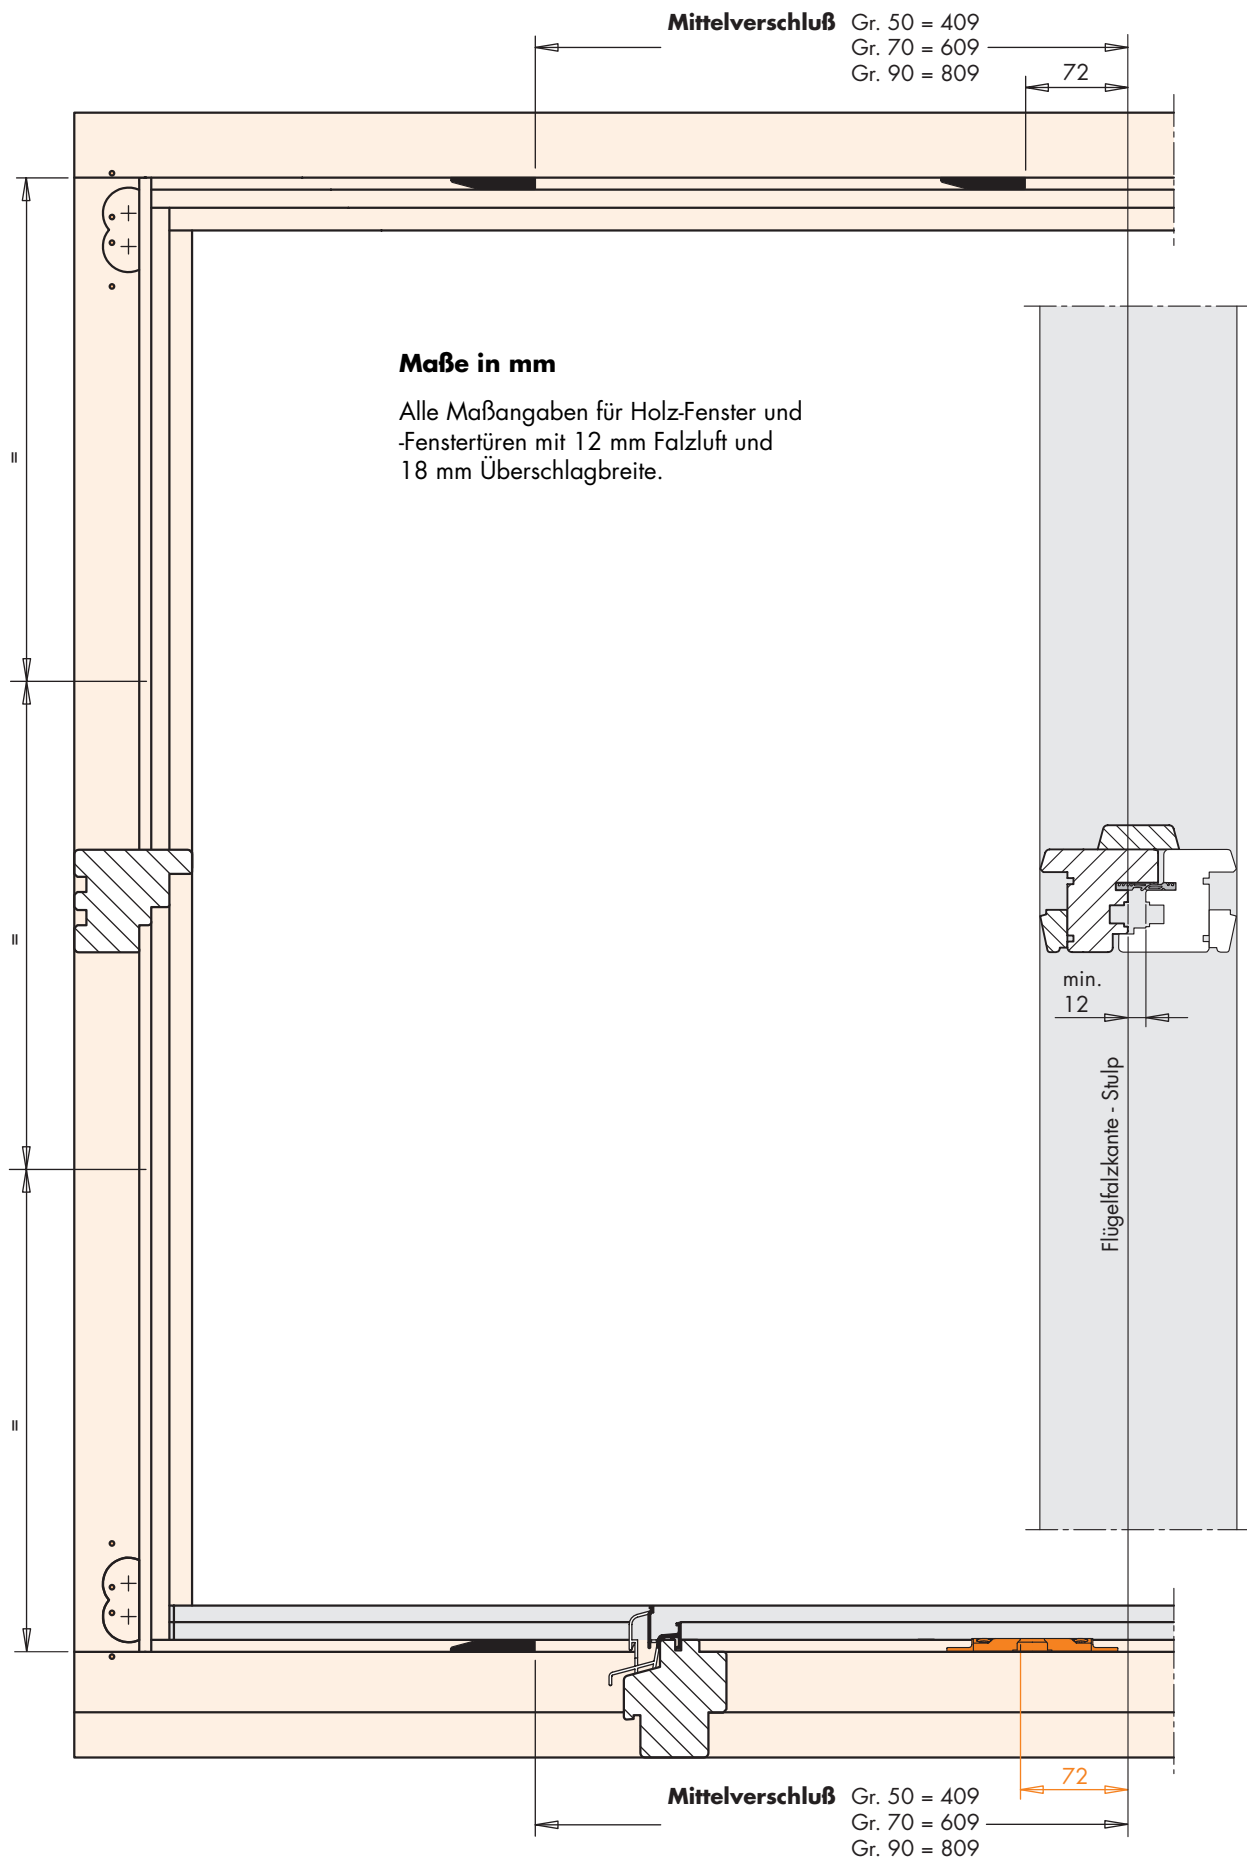 Mittelverschluß Gr. 50 = 409
Gr. 70 = 609
Gr. 90 = 809
72
Maße in mm
Alle Maßangaben für Holz-Fenster und
-Fenstertüren mit 12 mm Falzluft und
18 mm Überschlagbreite.
=
=
=
min.
12
Flügelfalzkante - Stulp
72
Mittelverschluß Gr. 50 = 409
Gr. 70 = 609
Gr. 90 = 809